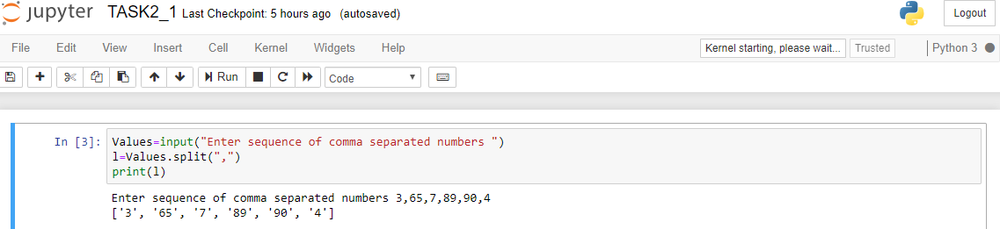 jupyter TASK2_1 Last Checkpoint: 5 hours ago (autosaved) Logout
File Edit View Insert Cell Kernel Widgets Help Kernel starting, please wait... Trusted Python 3
Run Code
In [3]: Values=input("Enter sequence of comma separated numbers ")
l=Values.split(",")
print(l)
Enter sequence of comma separated numbers 3,65,7,89,90,4
['3', '65', '7', '89', '90', '4']